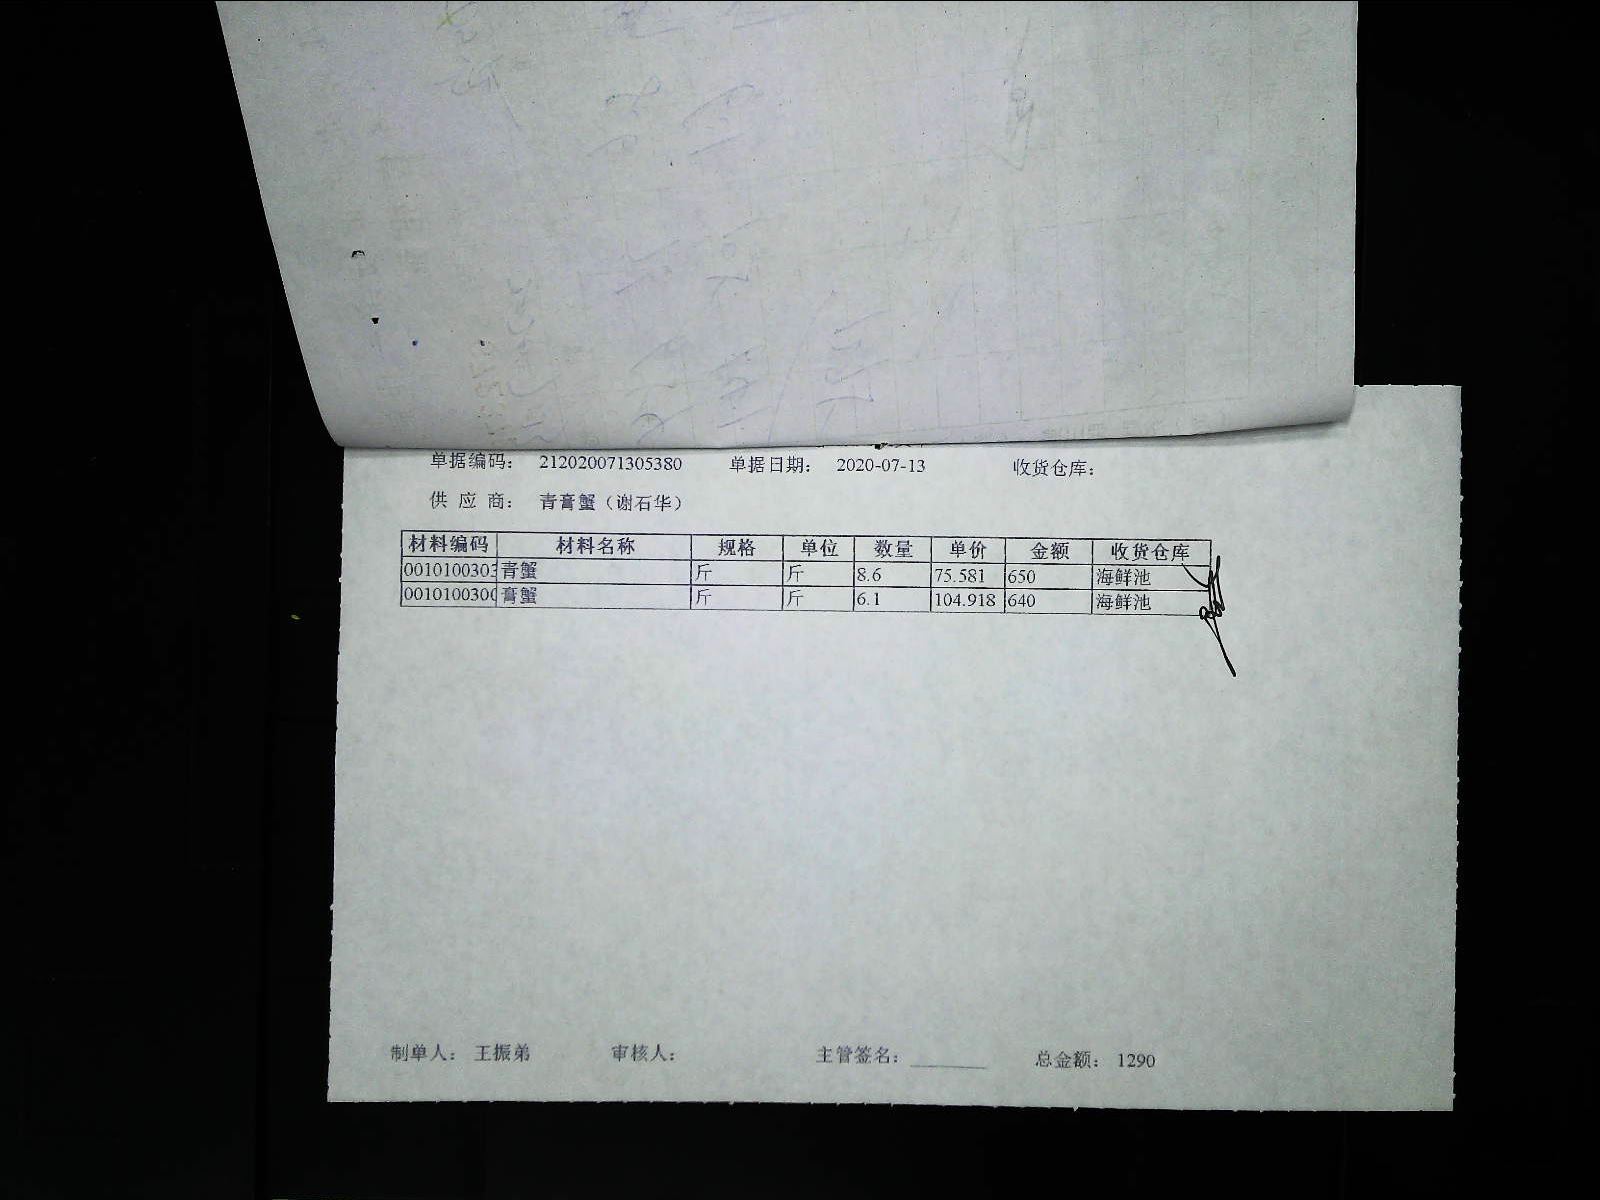 单据编码： 212020071305380 单据日期： 2020-07-13 收货仓库：
供 应 商： 青膏蟹（谢石华）
材料编码 材料名称 规格 单位 数量 单价 金额 收货仓库
0010100303 青蟹 斤 斤 8.6 75.581 650 海鲜池
001010030 膏蟹 斤 斤 6.1 104.918 640 海鲜池
制单人： 王振弟 审核人： 主管签名： 总金额： 1290